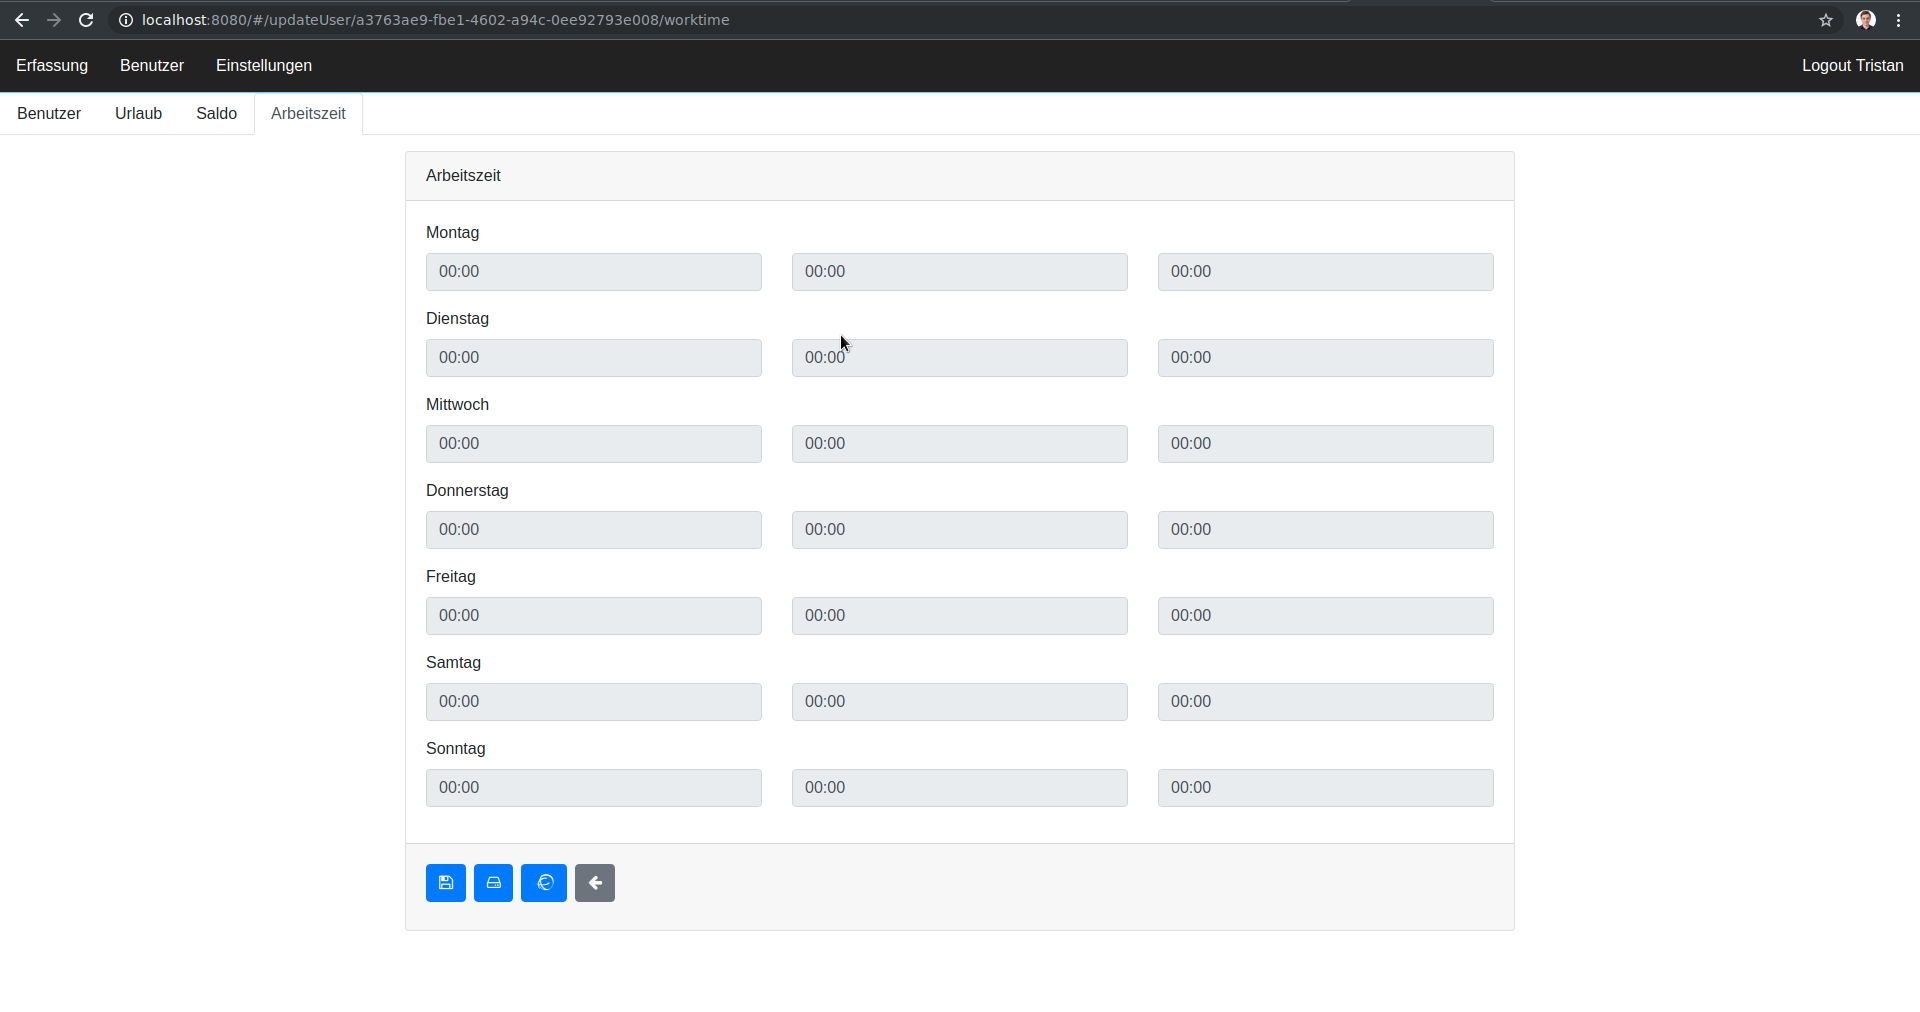 localhost:8080/#/updateUser/a3763ae9-fbe1-4602-a94c-0ee92793e008/worktime
Erfassung Benutzer Einstellungen Logout Tristan
Benutzer Urlaub Saldo Arbeitszeit
Arbeitszeit
Montag
00:00 00:00 00:00
Dienstag
00:00 00:00 00:00
Mittwoch
00:00 00:00 00:00
Donnerstag
00:00 00:00 00:00
Freitag
00:00 00:00 00:00
Samtag
00:00 00:00 00:00
Sonntag
00:00 00:00 00:00